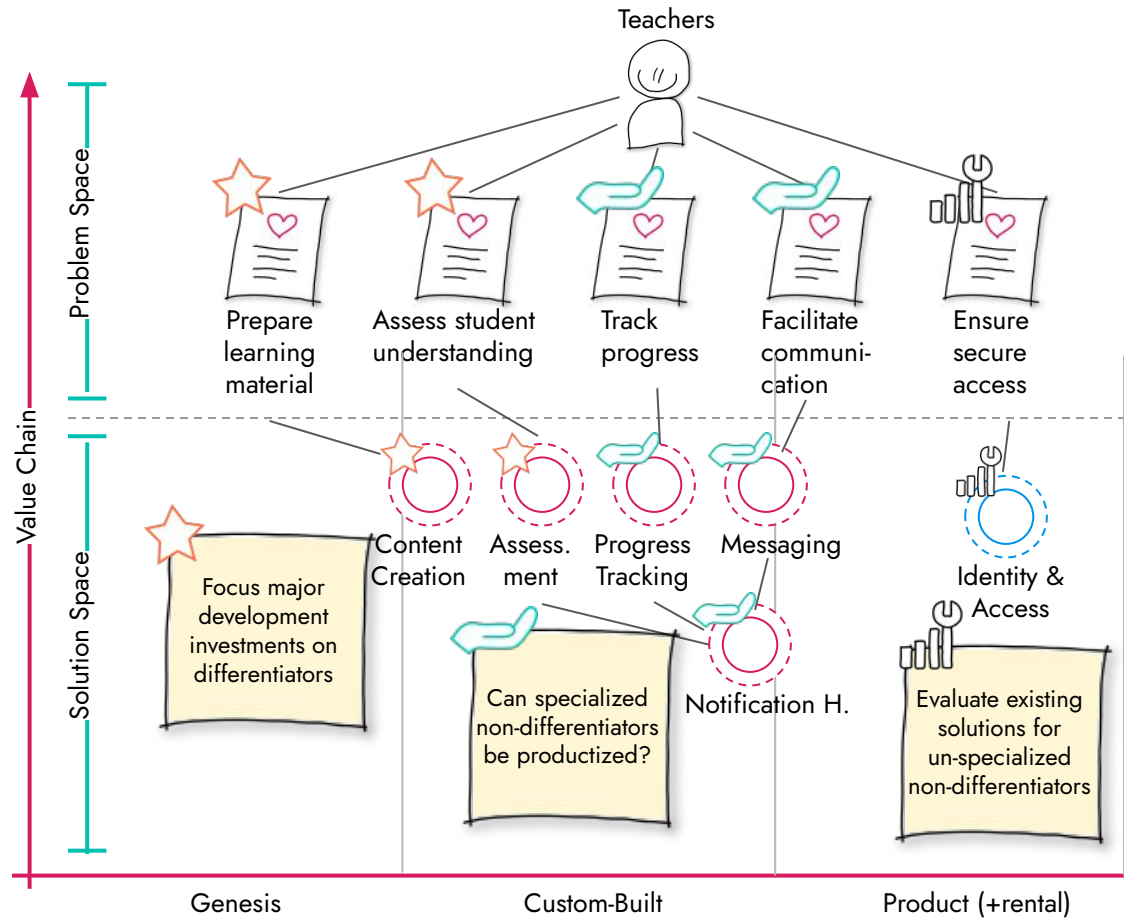 Teachers
Value Chain
Problem Space
Prepare
learning
material
Assess student
understanding
Track
progress
Facilitate
communi-
cation
Ensure
secure
access
Solution Space
Content
Creation
Assess.
ment
Progress
Tracking
Messaging
Identity &
Access
Notification H.
Focus major
development
investments on
differentiators
Can specialized
non-differentiators
be productized?
Evaluate existing
solutions for
un-specialized
non-differentiators
Genesis
Custom-Built
Product (+rental)